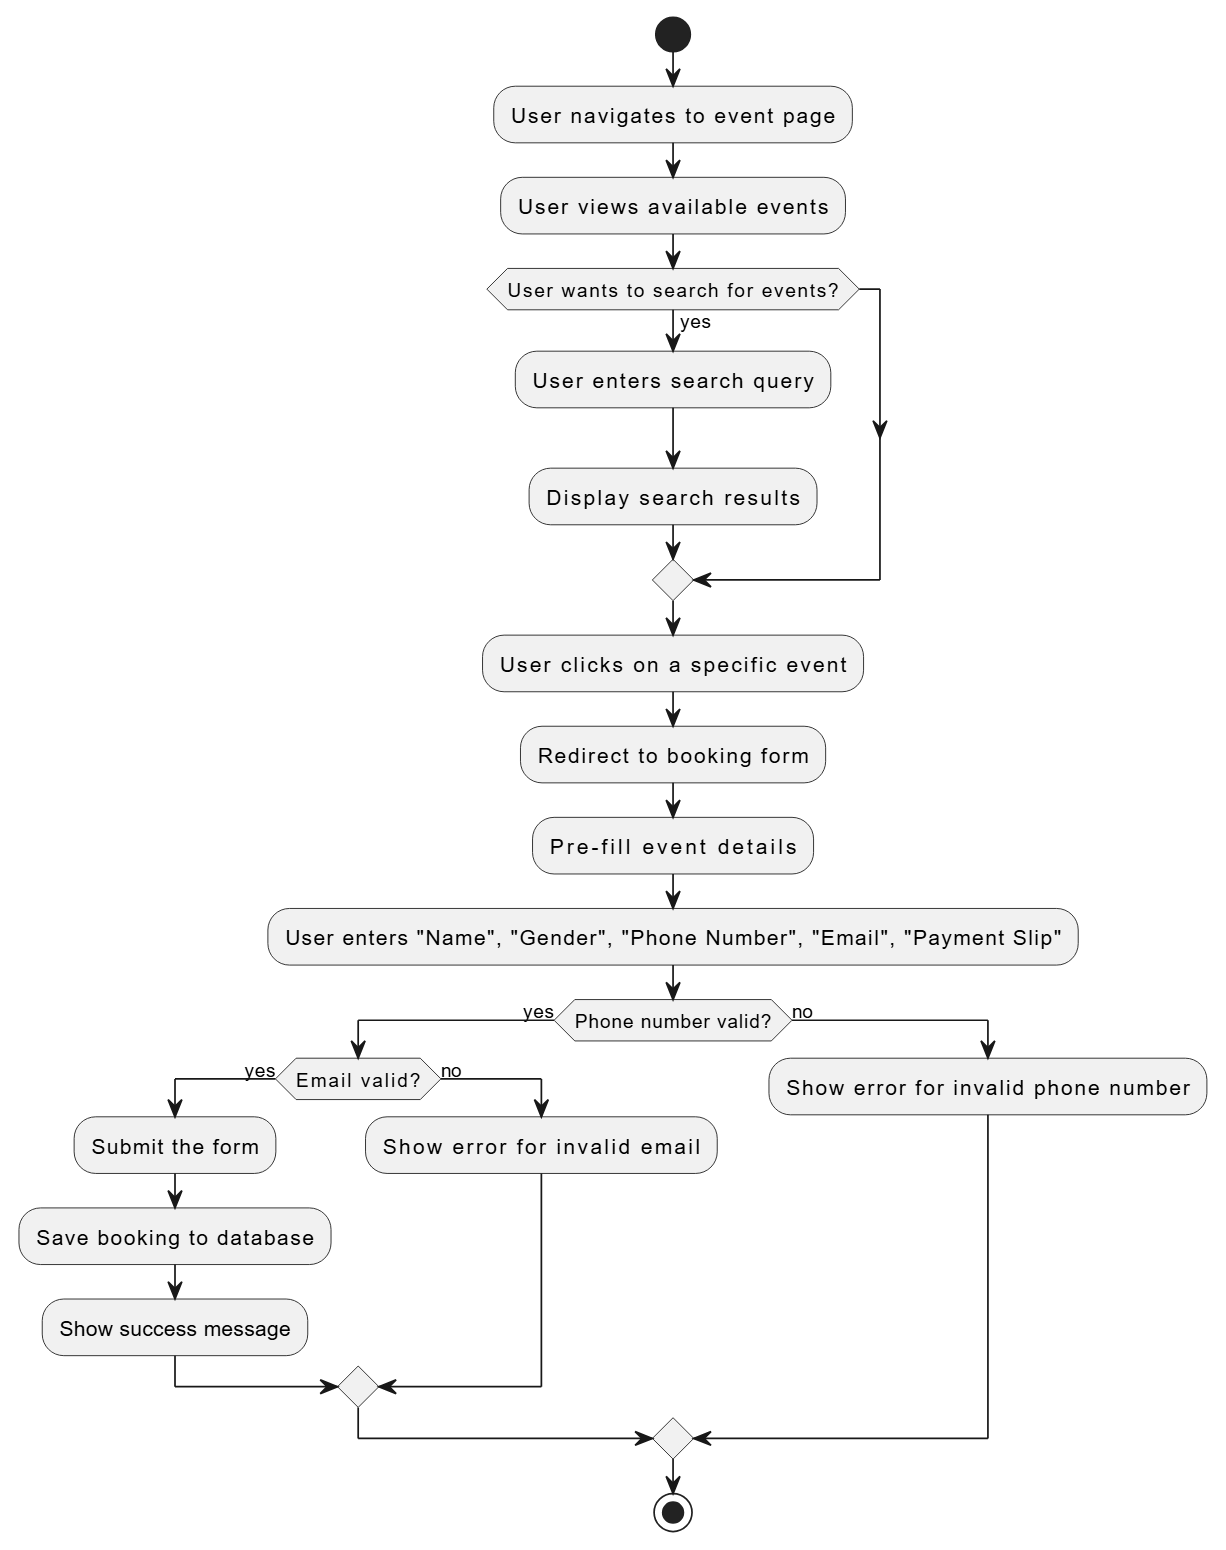 User navigates to event page
User views available events
User wants to search for events?
yes
User enters search query
Display search results
User clicks on a specific event
Redirect to booking form
Pre-fill event details
User enters "Name", "Gender", "Phone Number", "Email", "Payment Slip"
yes
Phone number valid?
no
yes
Email valid?
no
Show error for invalid phone number
Submit the form
Show error for invalid email
Save booking to database
Show success message